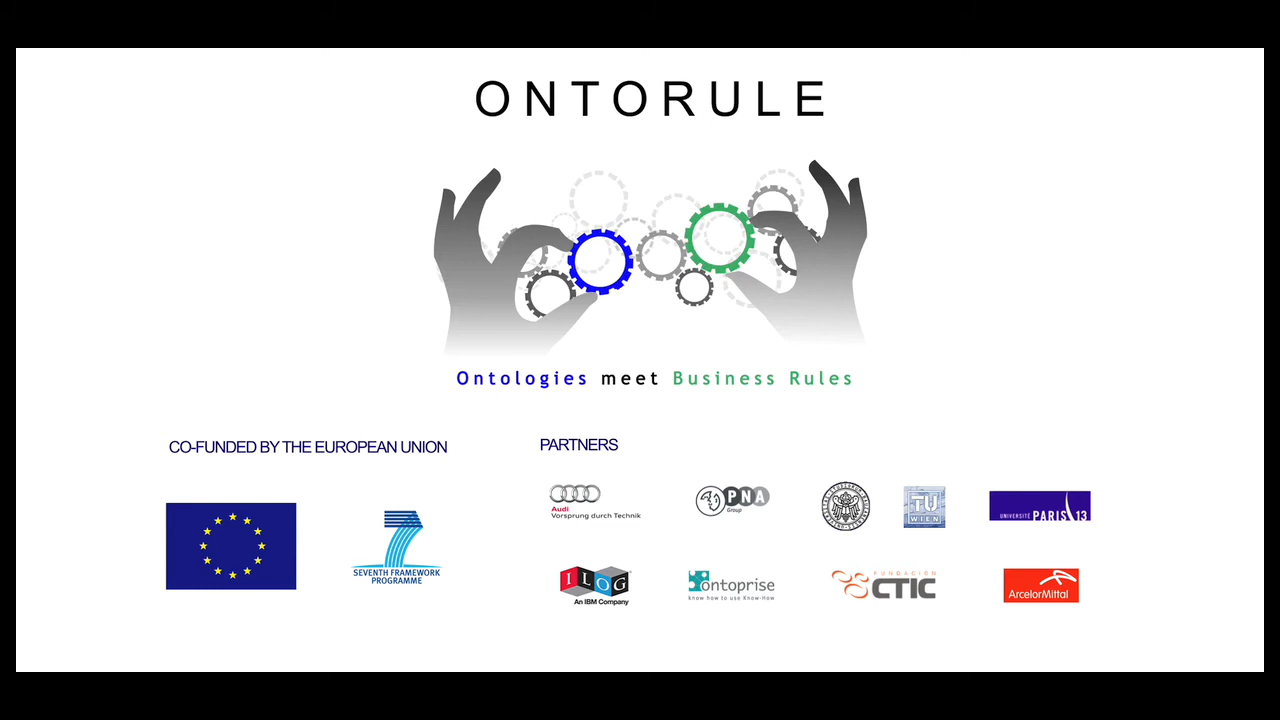 ONTORULE
Ontologies meet Business Rules
CO-FUNDED BY THE EUROPEAN UNION
PARTNERS
Audi
Vorsprung durch Technik
PNA
Group
TU
WIEN
UNIVERSITÉ PARIS 13
7
SEVENTH FRAMEWORK
PROGRAMME
ILOG
An IBM Company
ontoprise
know how to use Know-How
FUNDACIÓN
CTIC
ArcelorMittal